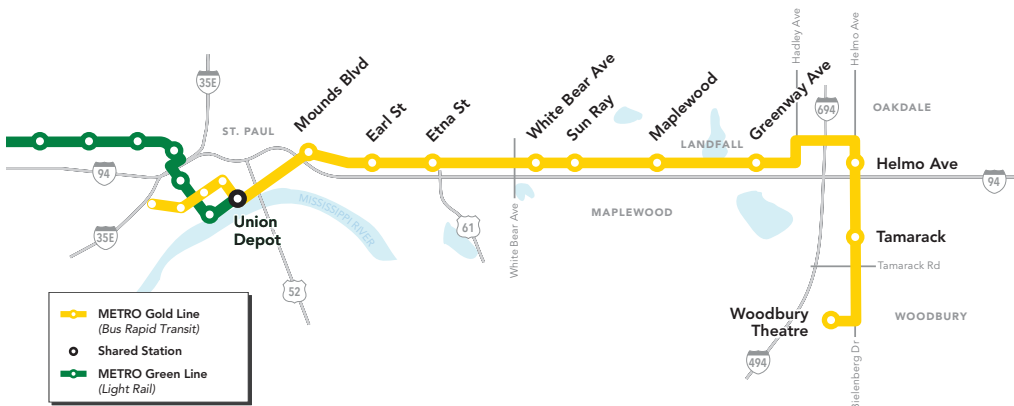 35E
ST. PAUL
94
35E
MISSISSIPPI RIVER
Union
Depot
52
Mounds Blvd
Earl St
Etna St
61
White Bear Ave
White Bear Ave
Sun Ray
Maplewood
MAPLEWOOD
LANDFALL
Greenway Ave
Hadley Ave
Helmo Ave
694
OAKDALE
Helmo Ave
94
Tamarack
Tamarack Rd
Woodbury
Theatre
WOODBURY
494
Bielenberg Dr
METRO Gold Line
(Bus Rapid Transit)
Shared Station
METRO Green Line
(Light Rail)